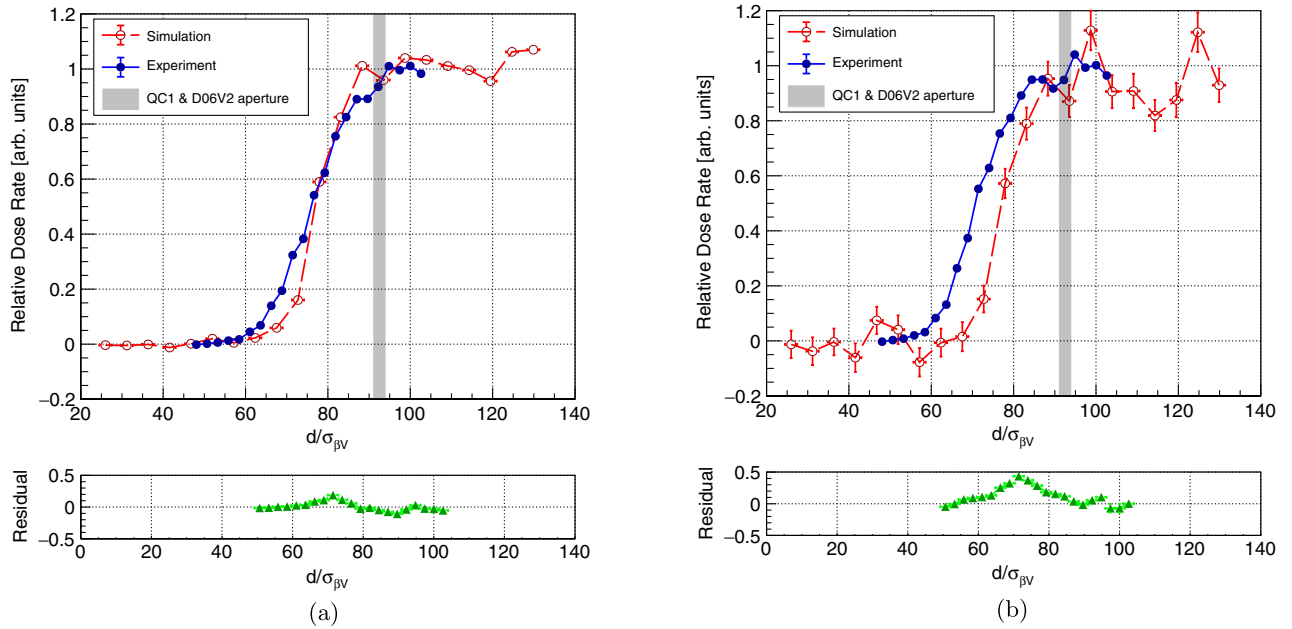 1.2
1
0.8
0.6
0.4
0.2
0
−0.2
Relative Dose Rate [arb. units]
Simulation
Experiment
QC1 & D06V2 aperture
20 40 60 80 100 120 140
d/σβV
0.5
0
−0.5
Residual
0 20 40 60 80 100 120 140
d/σβV
(a)
1.2
1
0.8
0.6
0.4
0.2
0
−0.2
Relative Dose Rate [arb. units]
Simulation
Experiment
QC1 & D06V2 aperture
20 40 60 80 100 120 140
d/σβV
0.5
0
−0.5
Residual
0 20 40 60 80 100 120 140
d/σβV
(b)